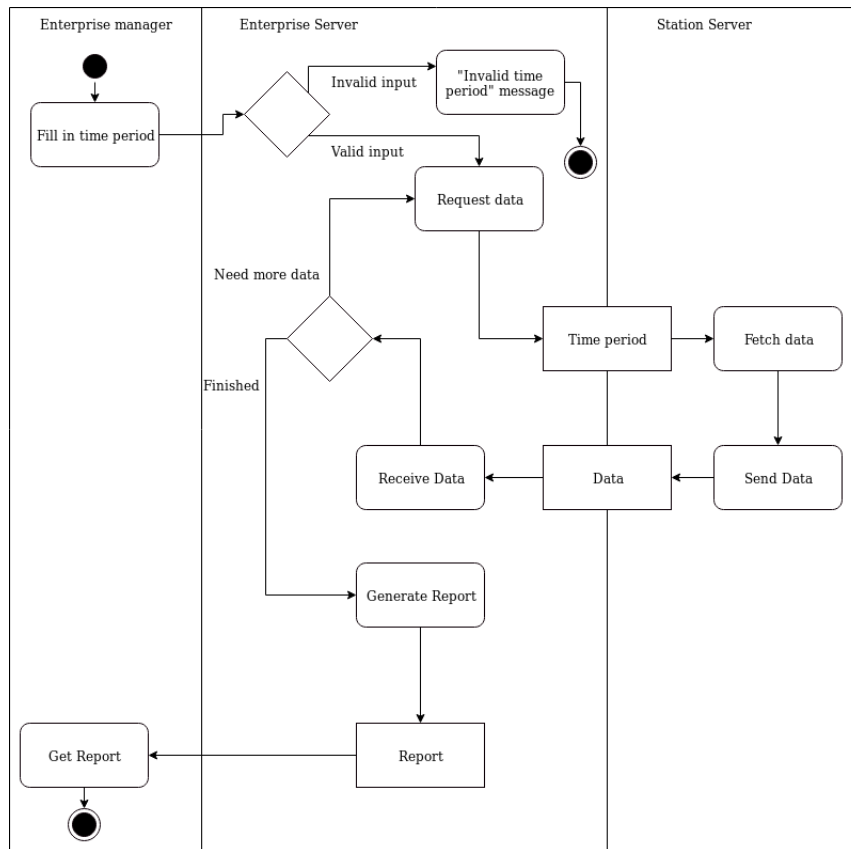 Enterprise manager
Enterprise Server
Station Server
Invalid input
"Invalid time
period" message
Fill in time period
Valid input
Request data
Need more data
Time period
Fetch data
Finished
Receive Data
Data
Send Data
Generate Report
Get Report
Report